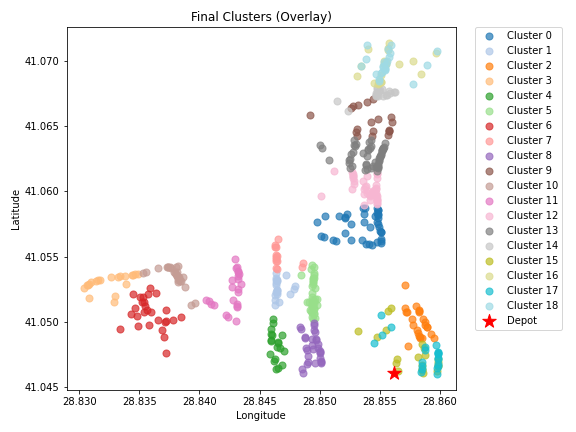 Final Clusters (Overlay)
41.070
41.065
41.060
41.055
41.050
41.045
Latitude
28.830
28.835
28.840
28.845
28.850
28.855
28.860
Longitude
Cluster 0
Cluster 1
Cluster 2
Cluster 3
Cluster 4
Cluster 5
Cluster 6
Cluster 7
Cluster 8
Cluster 9
Cluster 10
Cluster 11
Cluster 12
Cluster 13
Cluster 14
Cluster 15
Cluster 16
Cluster 17
Cluster 18
Depot